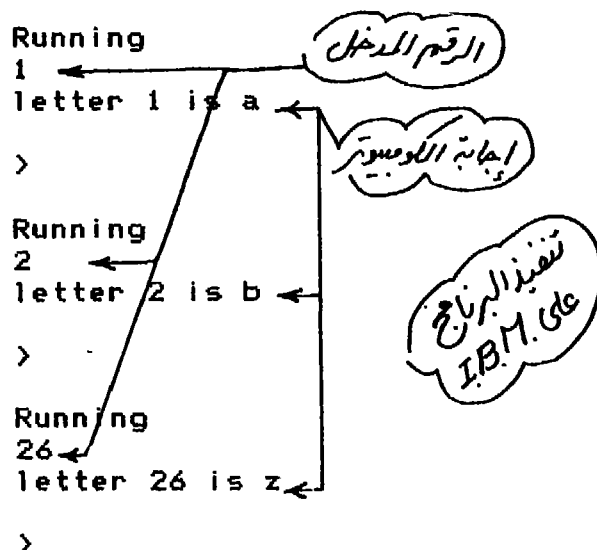 Running
1
الرقم المدخل
letter 1 is a
إجابة الكومبيوتر
>
Running
2
letter 2 is b
تنفيذ البرنامج
على I.B.M.
>
Running
26
letter 26 is z
>